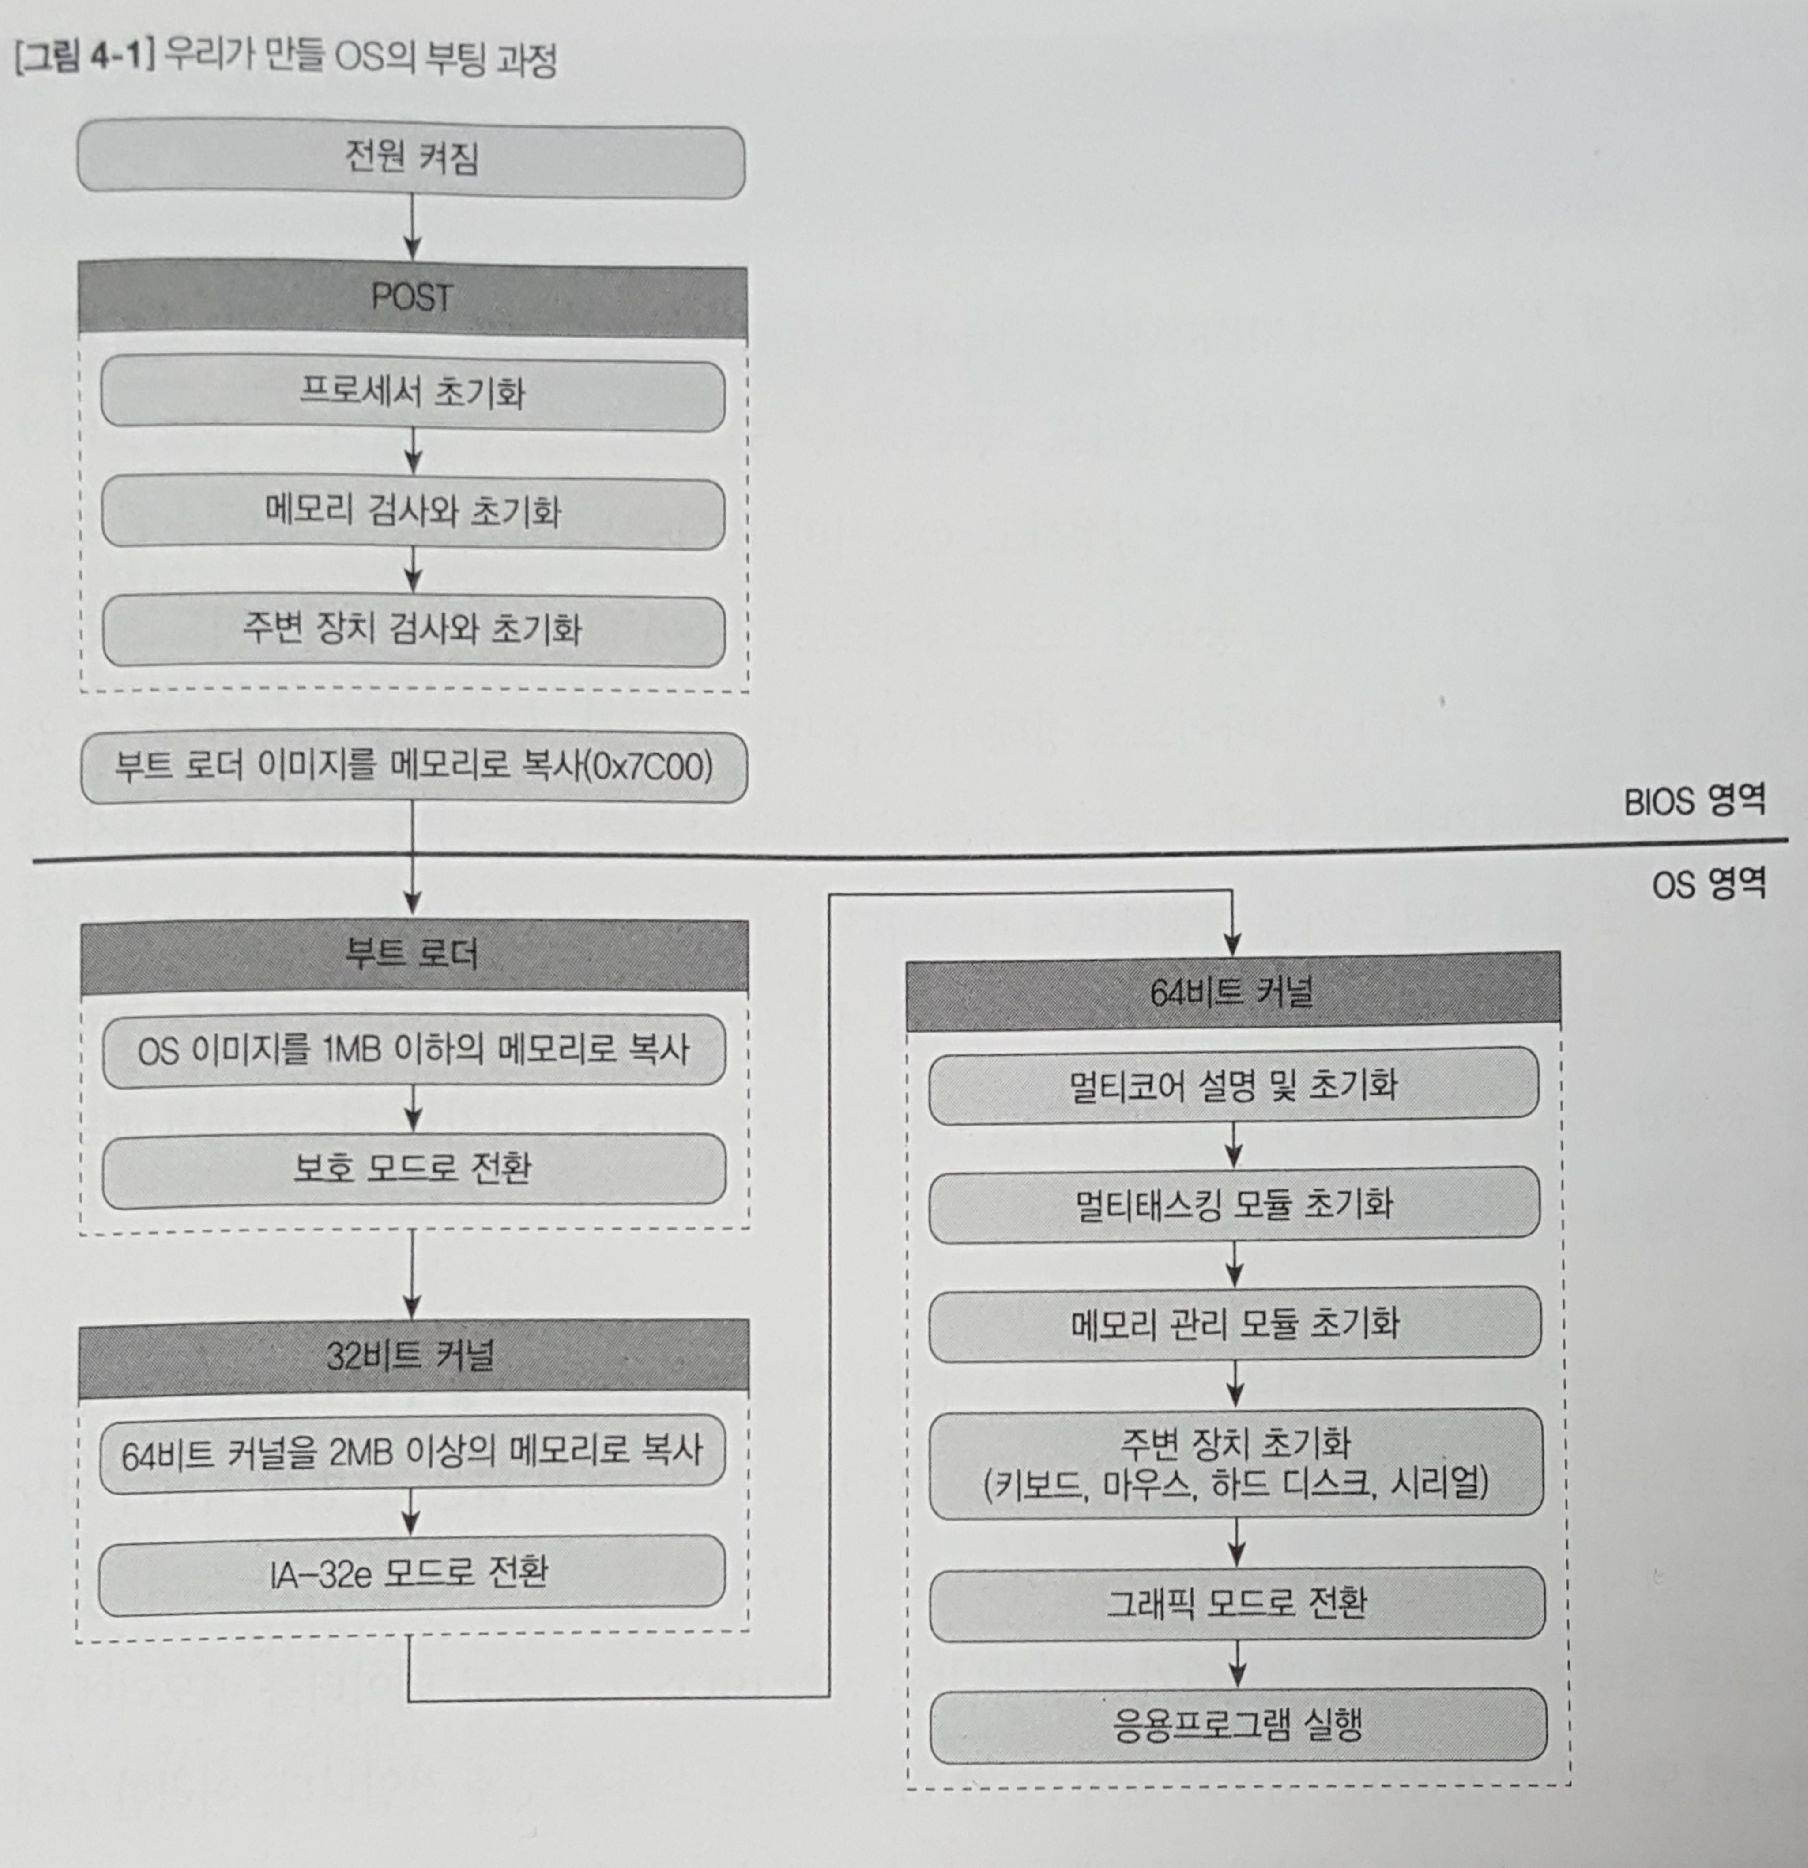 [그림 4-1] 우리가 만들 OS의 부팅 과정
전원 켜짐
POST
프로세서 초기화
메모리 검사와 초기화
주변 장치 검사와 초기화
부트 로더 이미지를 메모리로 복사(0x7C00)
BIOS 영역
OS 영역
부트 로더
OS 이미지를 1MB 이하의 메모리로 복사
보호 모드로 전환
32비트 커널
64비트 커널을 2MB 이상의 메모리로 복사
IA-32e 모드로 전환
64비트 커널
멀티코어 설명 및 초기화
멀티태스킹 모듈 초기화
메모리 관리 모듈 초기화
주변 장치 초기화
(키보드, 마우스, 하드 디스크, 시리얼)
그래픽 모드로 전환
응용프로그램 실행